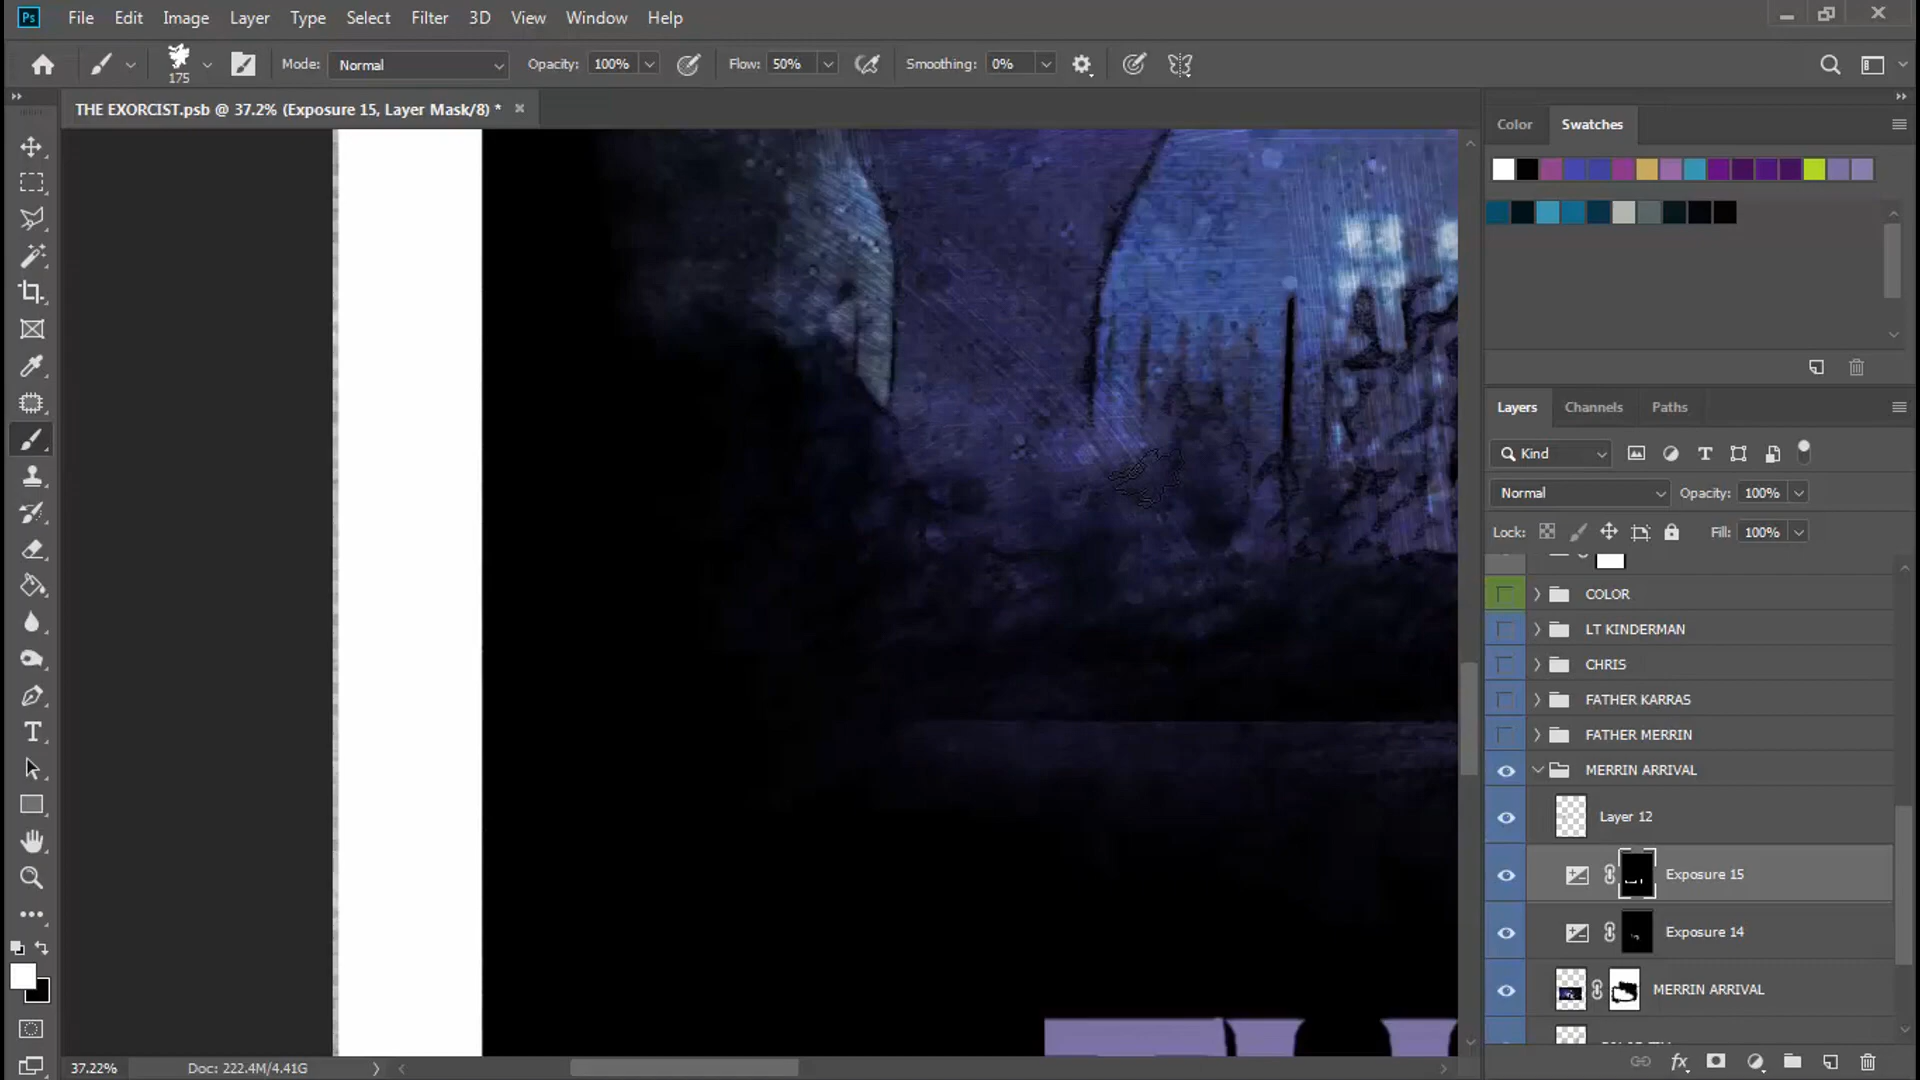 Ps File Edit Image Layer Type Select Filter 3D View Window Help
175 Mode: Normal Opacity: 100% Flow: 50% Smoothing: 0%
THE EXORCIST.psb @ 37.2% (Exposure 15, Layer Mask/8) *
Color Swatches
Layers Channels Paths
Kind
Normal Opacity: 100%
Lock: Fill: 100%
COLOR
LT KINDERMAN
CHRIS
FATHER KARRAS
FATHER MERRIN
MERRIN ARRIVAL
Layer 12
Exposure 15
Exposure 14
MERRIN ARRIVAL
37.22% Doc: 222.4M/4.41G
fx